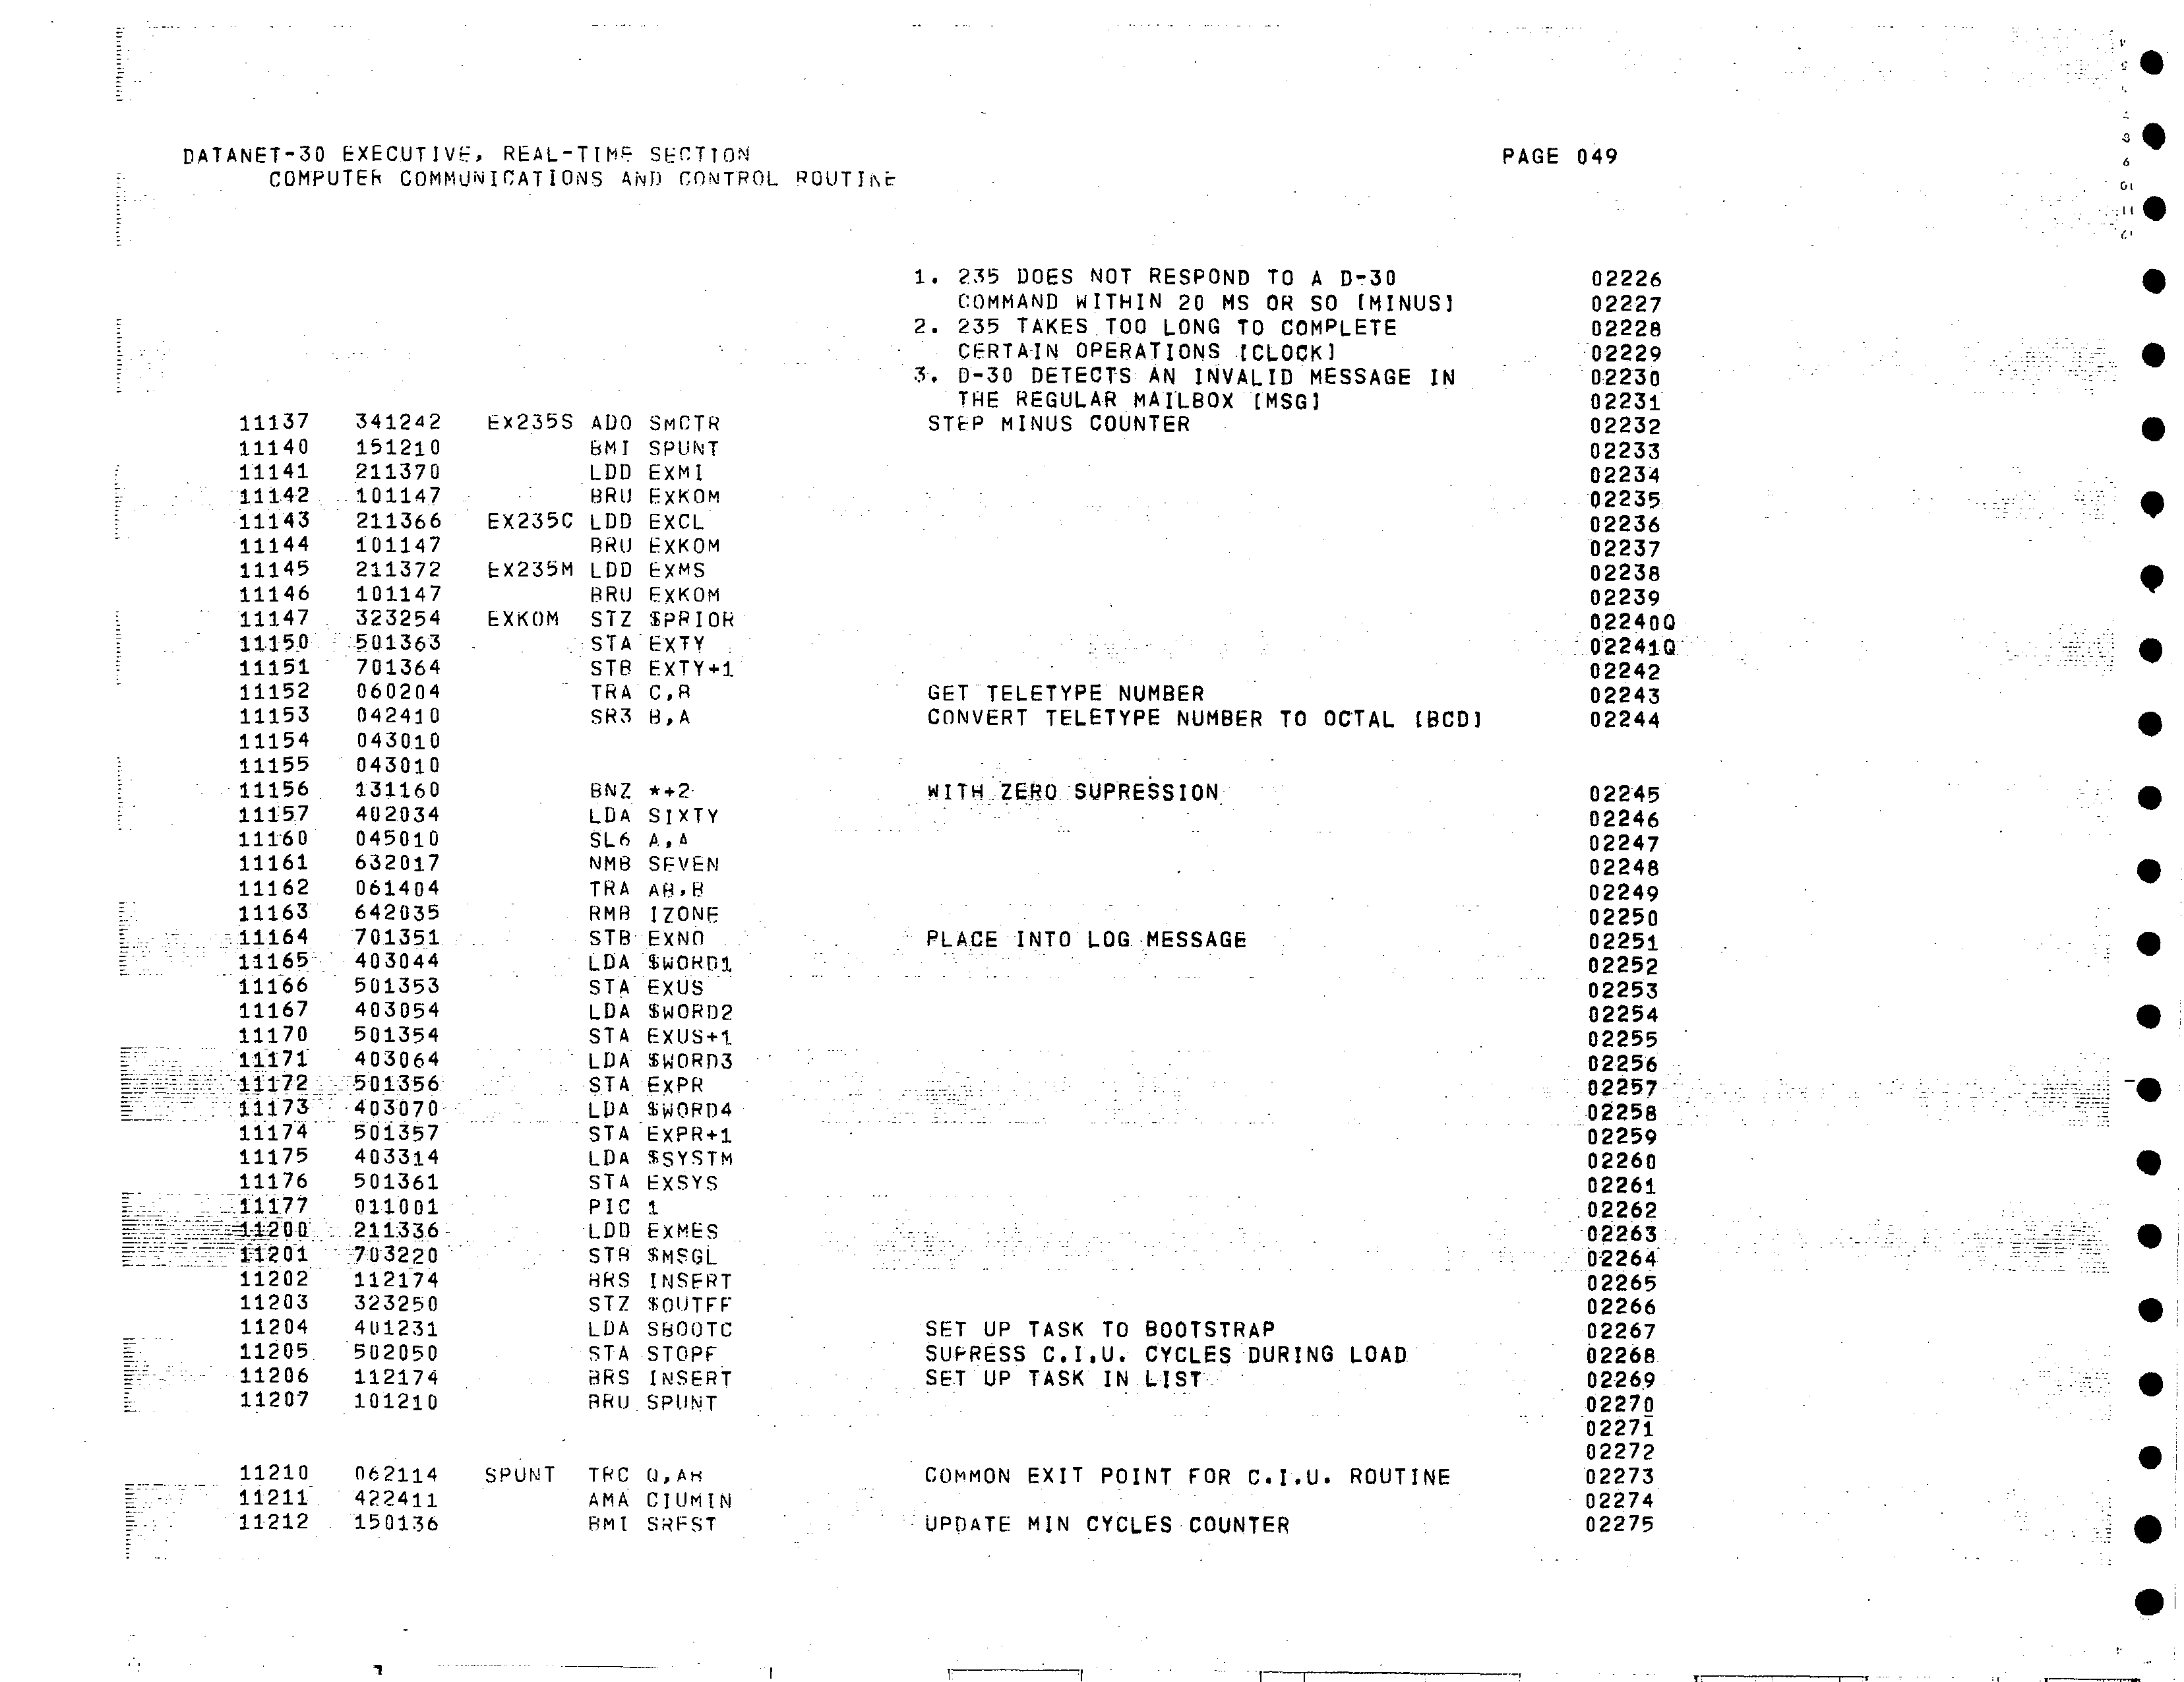 DATANET-30 EXECUTIVE, REAL-TIME SECTION PAGE 049
COMPUTER COMMUNICATIONS AND CONTROL ROUTINE
1. 235 DOES NOT RESPOND TO A D-30 02226
COMMAND WITHIN 20 MS OR SO [MINUS] 02227
2. 235 TAKES TOO LONG TO COMPLETE 02228
CERTAIN OPERATIONS [CLOCK] 02229
3. D-30 DETECTS AN INVALID MESSAGE IN 02230
THE REGULAR MAILBOX [MSG] 02231
11137 341242 EX235S ADO SMCTR STEP MINUS COUNTER 02232
11140 151210 BMI SPUNT 02233
11141 211370 LDD EXMI 02234
11142 101147 BRU EXKOM 02235
11143 211366 EX235C LDD EXCL 02236
11144 101147 BRU EXKOM 02237
11145 211372 EX235M LDD EXMS 02238
11146 101147 BRU EXKOM 02239
11147 323254 EXKOM STZ $PRIOR 02240Q
11150 501363 STA EXTY 02241Q
11151 701364 STB EXTY+1 02242
11152 060204 TRA C,B GET TELETYPE NUMBER 02243
11153 042410 SR3 B,A CONVERT TELETYPE NUMBER TO OCTAL [BCD] 02244
11154 043010
11155 043010
11156 131160 BNZ *+2 WITH ZERO SUPRESSION 02245
11157 402034 LDA SIXTY 02246
11160 045010 SL6 A,A 02247
11161 632017 NMB SEVEN 02248
11162 061404 TRA AB,B 02249
11163 642035 RMB IZONE 02250
11164 701351 STB EXNO PLACE INTO LOG MESSAGE 02251
11165 403044 LDA $WORD1 02252
11166 501353 STA EXUS 02253
11167 403054 LDA $WORD2 02254
11170 501354 STA EXUS+1 02255
11171 403064 LDA $WORD3 02256
11172 501356 STA EXPR 02257
11173 403070 LDA $WORD4 02258
11174 501357 STA EXPR+1 02259
11175 403314 LDA $SYSTM 02260
11176 501361 STA EXSYS 02261
11177 011001 PIC 1 02262
11200 211336 LDD EXMES 02263
11201 703220 STB $MSGL 02264
11202 112174 BRS INSERT 02265
11203 323250 STZ $OUTFF 02266
11204 401231 LDA SBOOTC SET UP TASK TO BOOTSTRAP 02267
11205 502050 STA STOPF SUPRESS C.I.U. CYCLES DURING LOAD 02268
11206 112174 BRS INSERT SET UP TASK IN LIST 02269
11207 101210 BRU SPUNT 02270
02271
02272
11210 062114 SPUNT TRC Q,AB COMMON EXIT POINT FOR C.I.U. ROUTINE 02273
11211 422411 AMA CIUMIN 02274
11212 150136 BMI SRFST UPDATE MIN CYCLES COUNTER 02275